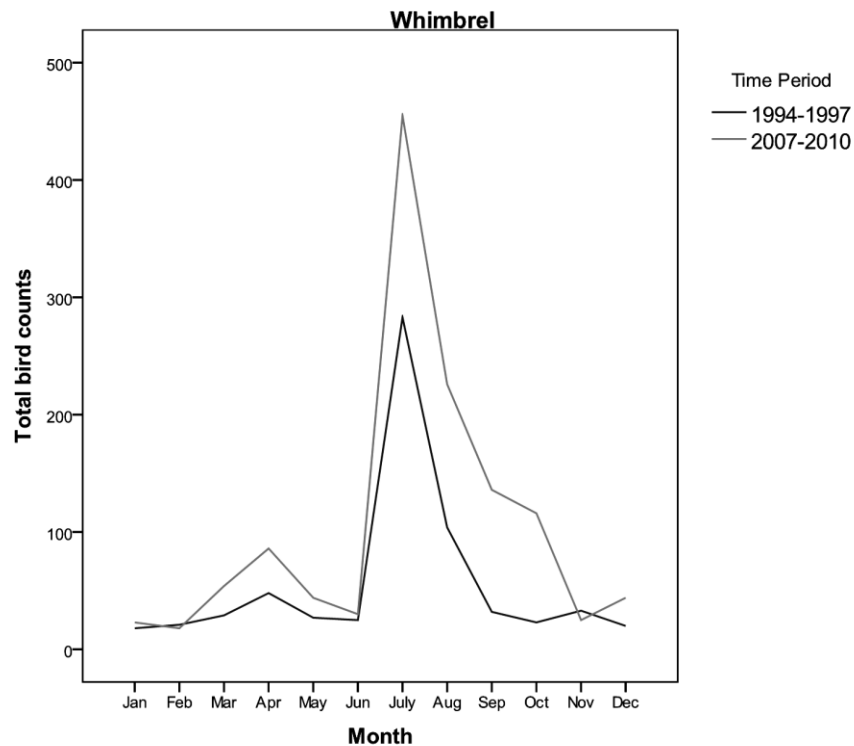 Whimbrel
Time Period
1994-1997
2007-2010
Total bird counts
500
400
300
200
100
0
Jan Feb Mar Apr May Jun July Aug Sep Oct Nov Dec
Month